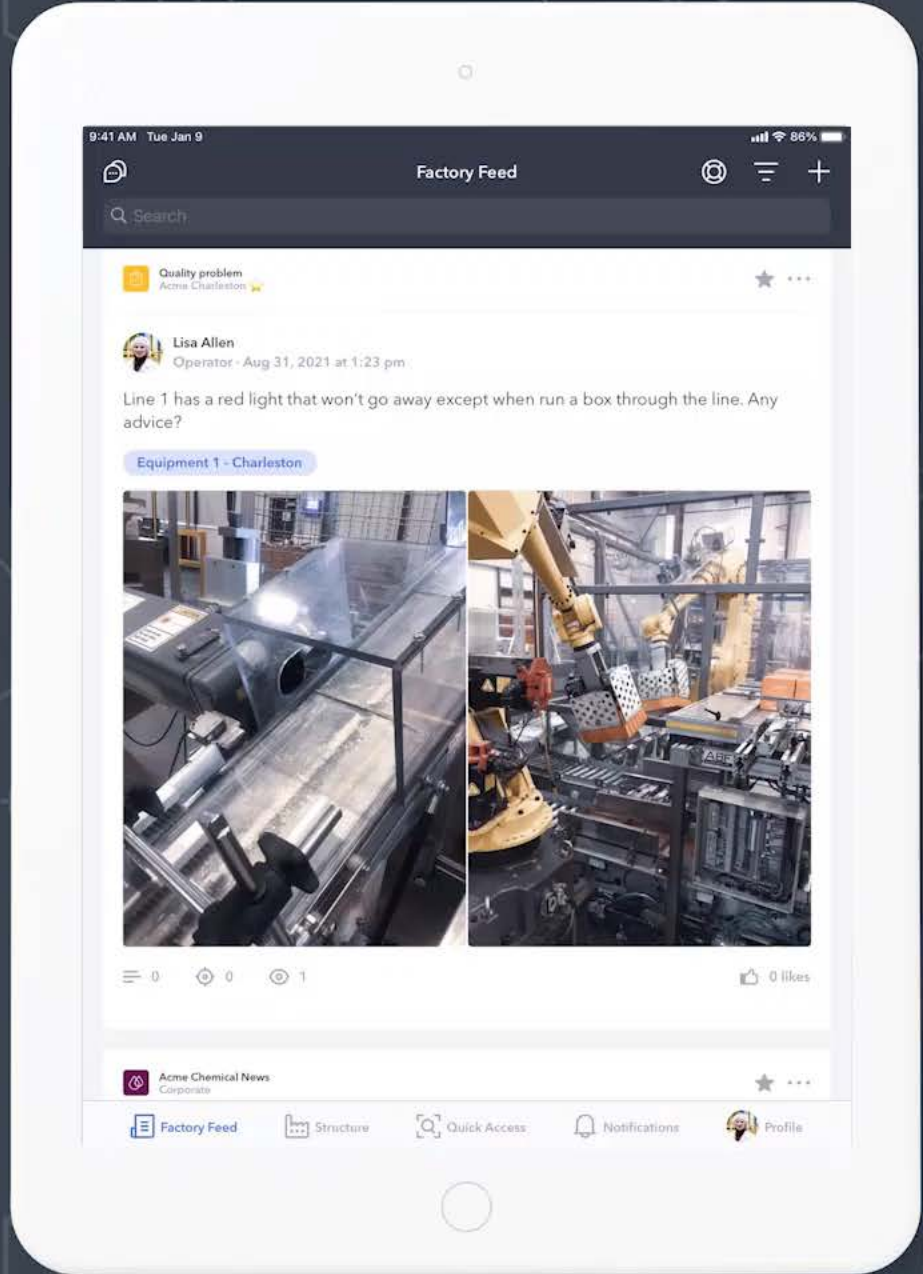 9:41 AM Tue Jan 9
86%
Factory Feed
Search
Quality problem
Acme Charleston
Lisa Allen
Operator · Aug 31, 2021 at 1:23 pm
Line 1 has a red light that won't go away except when run a box through the line. Any
advice?
Equipment 1 - Charleston
0 0 1
0 likes
Acme Chemical News
Corporate
Factory Feed Structure Quick Access Notifications Profile